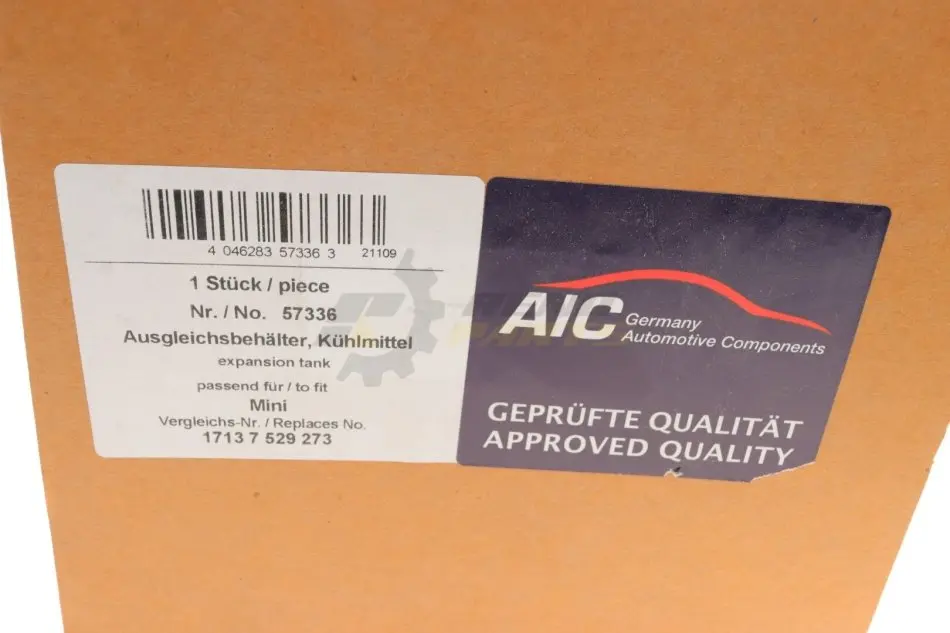 4 046283 57336 3 21109
1 Stück / piece
Nr. / No. 57336
Ausgleichsbehälter, Kühlmittel
expansion tank
passend für / to fit
Mini
Vergleichs-Nr. / Replaces No.
1713 7 529 273
AIC Germany
Automotive Components
GEPRÜFTE QUALITÄT
APPROVED QUALITY